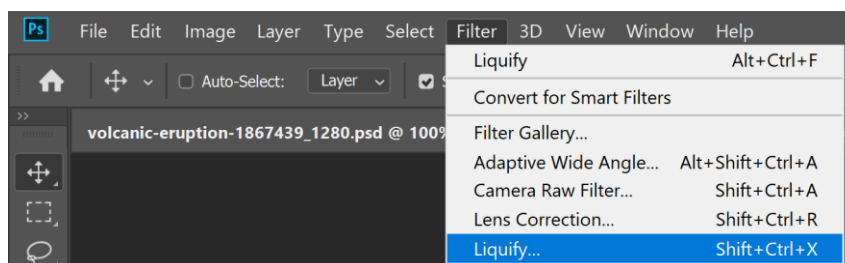 Ps File Edit Image Layer Type Select Filter 3D View Window Help
Auto-Select: Layer
Liquify Alt+Ctrl+F
Convert for Smart Filters
>>
volcanic-eruption-1867439_1280.psd @ 100%
Filter Gallery...
Adaptive Wide Angle... Alt+Shift+Ctrl+A
Camera Raw Filter... Shift+Ctrl+A
Lens Correction... Shift+Ctrl+R
Liquify... Shift+Ctrl+X